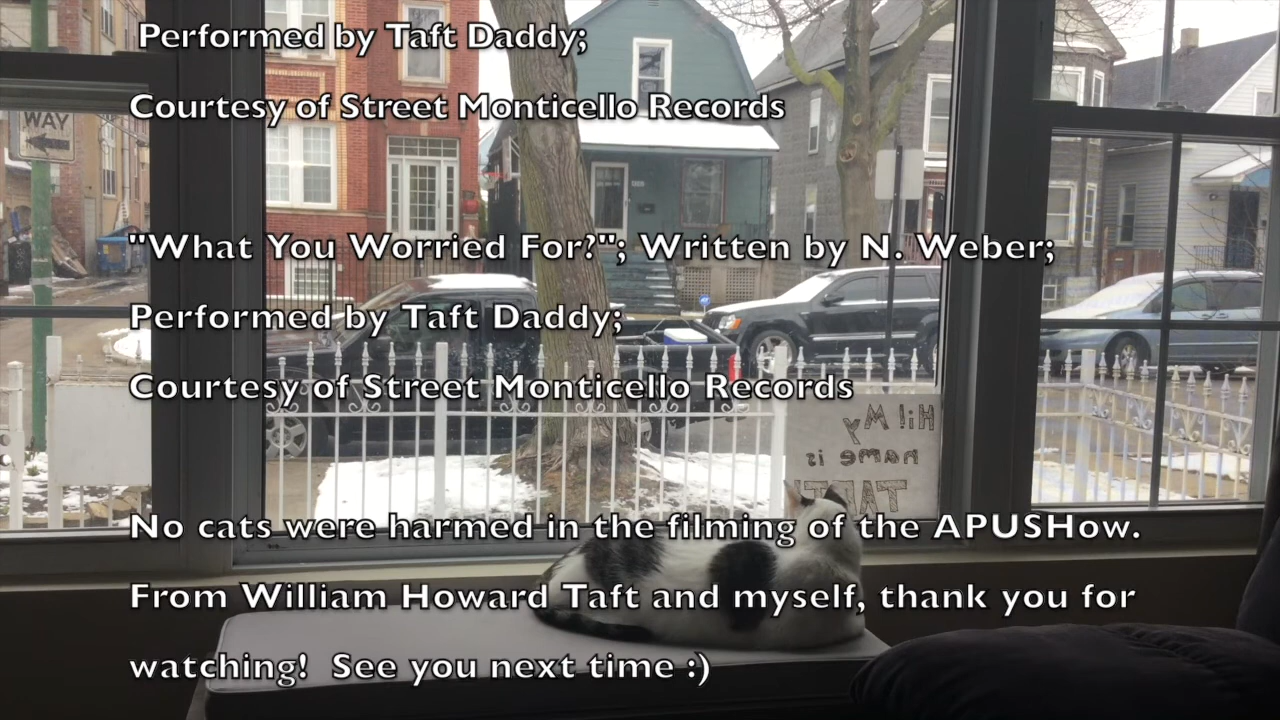 Performed by Taft Daddy;
Courtesy of Street Monticello Records
"What You Worried For?"; Written by N. Weber;
Performed by Taft Daddy;
Courtesy of Street Monticello Records
No cats were harmed in the filming of the APUSHow.
From William Howard Taft and myself, thank you for
watching!  See you next time :)
WAY
Hi! My
name is
TAFT